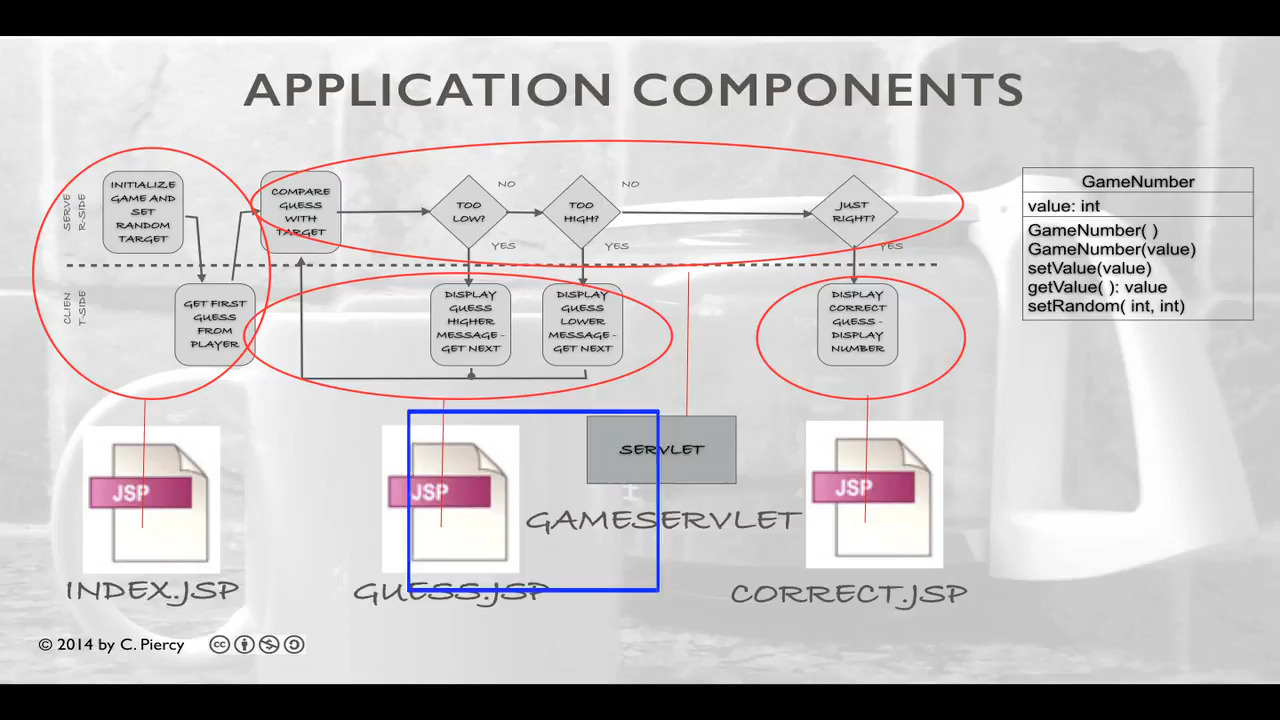 APPLICATION COMPONENTS
SERVE
R-SIDE
INITIALIZE
GAME AND
SET
RANDOM
TARGET
COMPARE
GUESS
WITH
TARGET
TOO
LOW?
NO
YES
TOO
HIGH?
NO
YES
JUST
RIGHT?
YES
CLIEN
T-SIDE
GET FIRST
GUESS
FROM
PLAYER
DISPLAY
GUESS
HIGHER
MESSAGE -
GET NEXT
DISPLAY
GUESS
LOWER
MESSAGE -
GET NEXT
DISPLAY
CORRECT
GUESS -
DISPLAY
NUMBER
GameNumber
value: int
GameNumber( )
GameNumber(value)
setValue(value)
getValue( ): value
setRandom( int, int)
JSP
INDEX.JSP
JSP
GUESS.JSP
SERVLET
GAMESERVLET
JSP
CORRECT.JSP
© 2014 by C. Piercy
cc